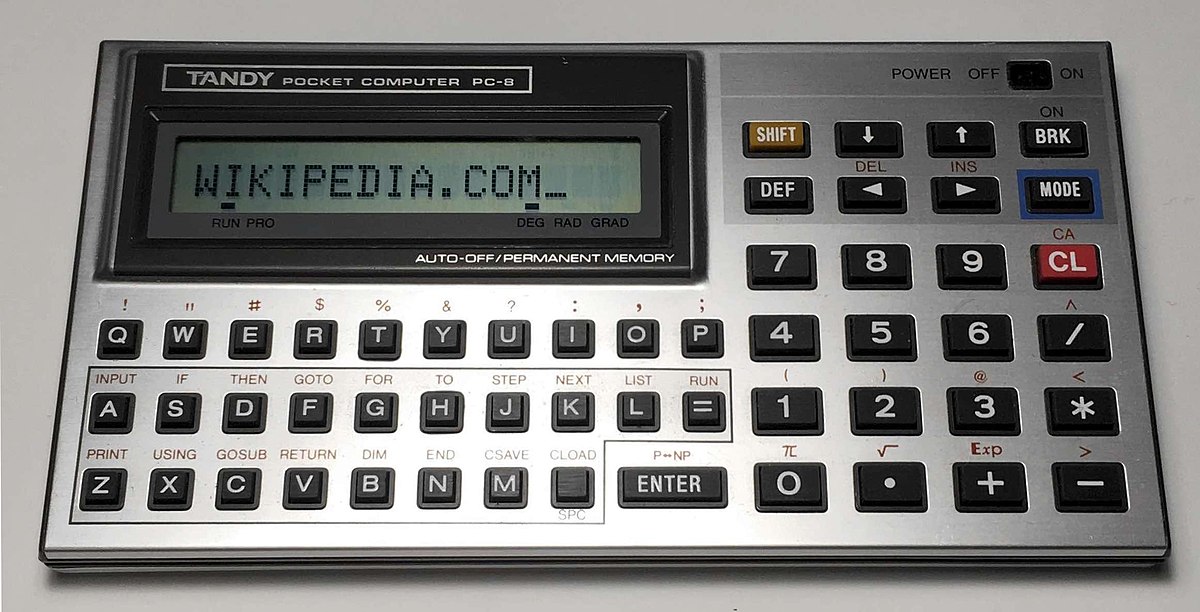 TANDY POCKET COMPUTER PC-8
POWER OFF ON
WIKIPEDIA.COM_
RUN PRO DEG RAD GRAD
AUTO-OFF/PERMANENT MEMORY
ON
SHIFT ↓ ↑ BRK
DEL INS
DEF ◄ ► MODE
CA
7 8 9 CL
^
4 5 6 /
( ) @ <
1 2 3 *
π √ Exp >
0 • + −
! " # $ % & ? : , ;
Q W E R T Y U I O P
INPUT IF THEN GOTO FOR TO STEP NEXT LIST RUN
A S D F G H J K L =
PRINT USING GOSUB RETURN DIM END CSAVE CLOAD P↔NP
Z X C V B N M ENTER
SPC